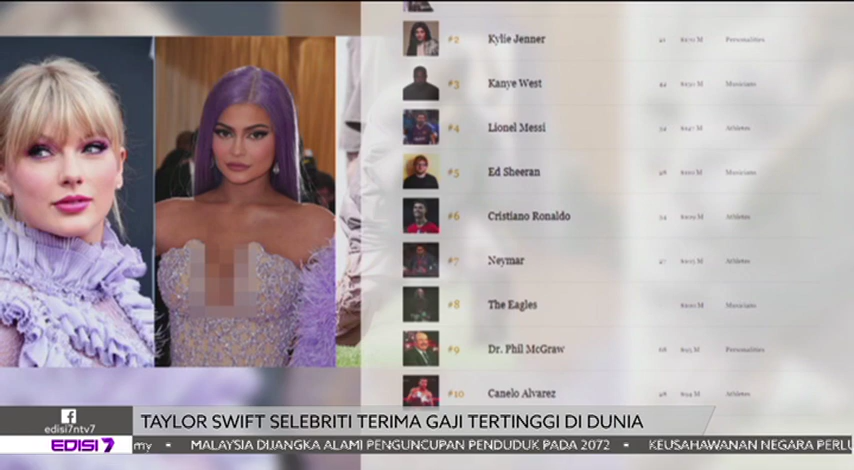 #2 Kylie Jenner Personalities
#3 Kanye West Musicians
#4 Lionel Messi Athletes
#5 Ed Sheeran Musicians
#6 Cristiano Ronaldo Athletes
#7 Neymar Athletes
#8 The Eagles Musicians
#9 Dr. Phil McGraw Personalities
#10 Canelo Alvarez Athletes
edisi7ntv7
TAYLOR SWIFT SELEBRITI TERIMA GAJI TERTINGGI DI DUNIA
EDISI 7
my • MALAYSIA DIJANGKA ALAMI PENGUNCUPAN PENDUDUK PADA 2072 • KEUSAHAWANAN NEGARA PERLU